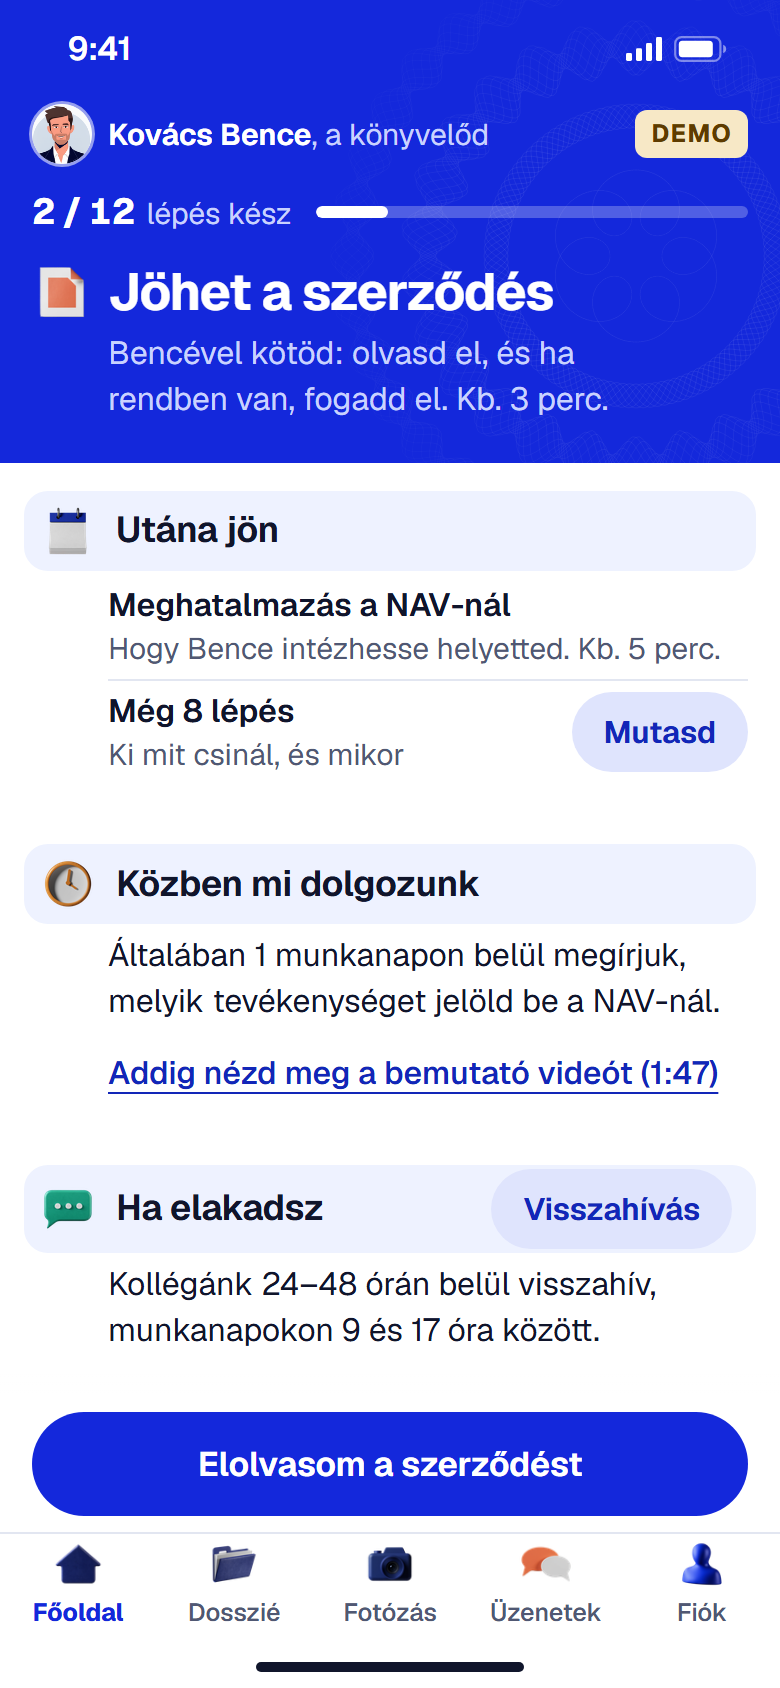 9:41
Kovács Bence, a könyvelőd
DEMO
2 / 12 lépés kész
Jöhet a szerződés
Bencével kötöd: olvasd el, és ha
rendben van, fogadd el. Kb. 3 perc.
Utána jön
Meghatalmazás a NAV-nál
Hogy Bence intézhesse helyetted. Kb. 5 perc.
Még 8 lépés
Ki mit csinál, és mikor
Mutasd
Közben mi dolgozunk
Általában 1 munkanapon belül megírjuk,
melyik tevékenységet jelöld be a NAV-nál.
Addig nézd meg a bemutató videót (1:47)
Ha elakadsz
Visszahívás
Kollégánk 24–48 órán belül visszahív,
munkanapokon 9 és 17 óra között.
Elolvasom a szerződést
Főoldal
Dosszié
Fotózás
Üzenetek
Fiók